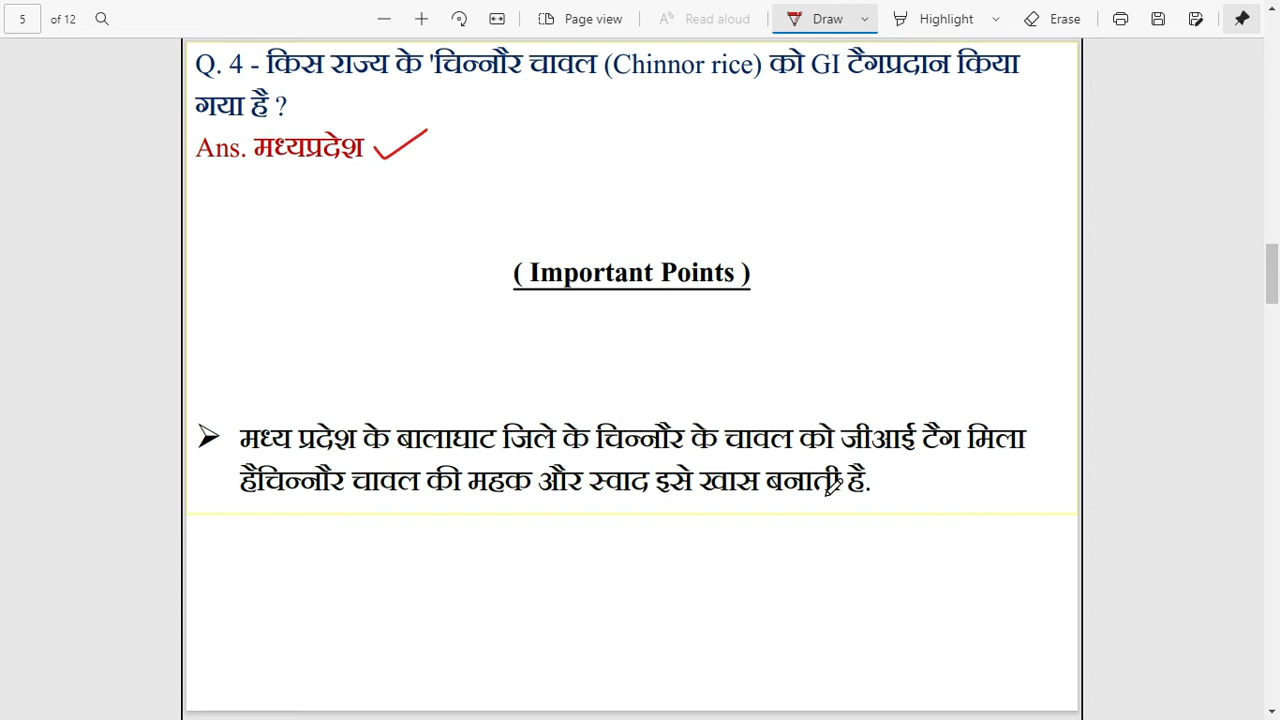 5 of 12 Page view Read aloud Draw Highlight Erase
Q. 4 - किस राज्य के 'चिन्नौर चावल (Chinnor rice) को GI टैगप्रदान किया
गया है ?
Ans. मध्यप्रदेश
( Important Points )
मध्य प्रदेश के बालाघाट जिले के चिन्नौर के चावल को जीआई टैग मिला
हैचिन्नौर चावल की महक और स्वाद इसे खास बनाती है.